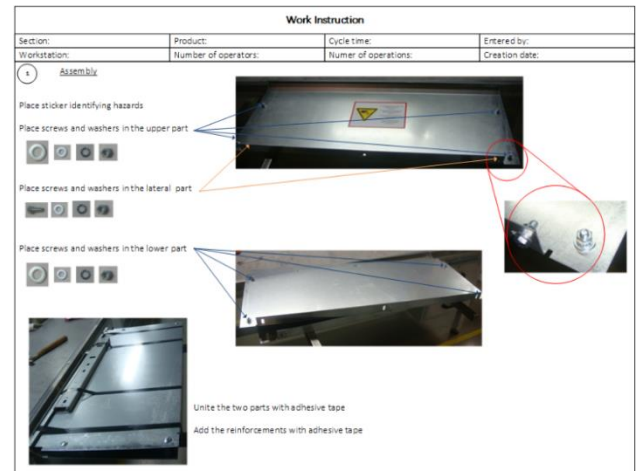 Work Instruction
Section: Product: Cycle time: Entered by:
Workstation: Number of operators: Numer of operations: Creation date:
1 Assembly
Place sticker identifying hazards
Place screws and washers in the upper part
Place screws and washers in the lateral part
Place screws and washers in the lower part
Unite the two parts with adhesive tape
Add the reinforcements with adhesive tape